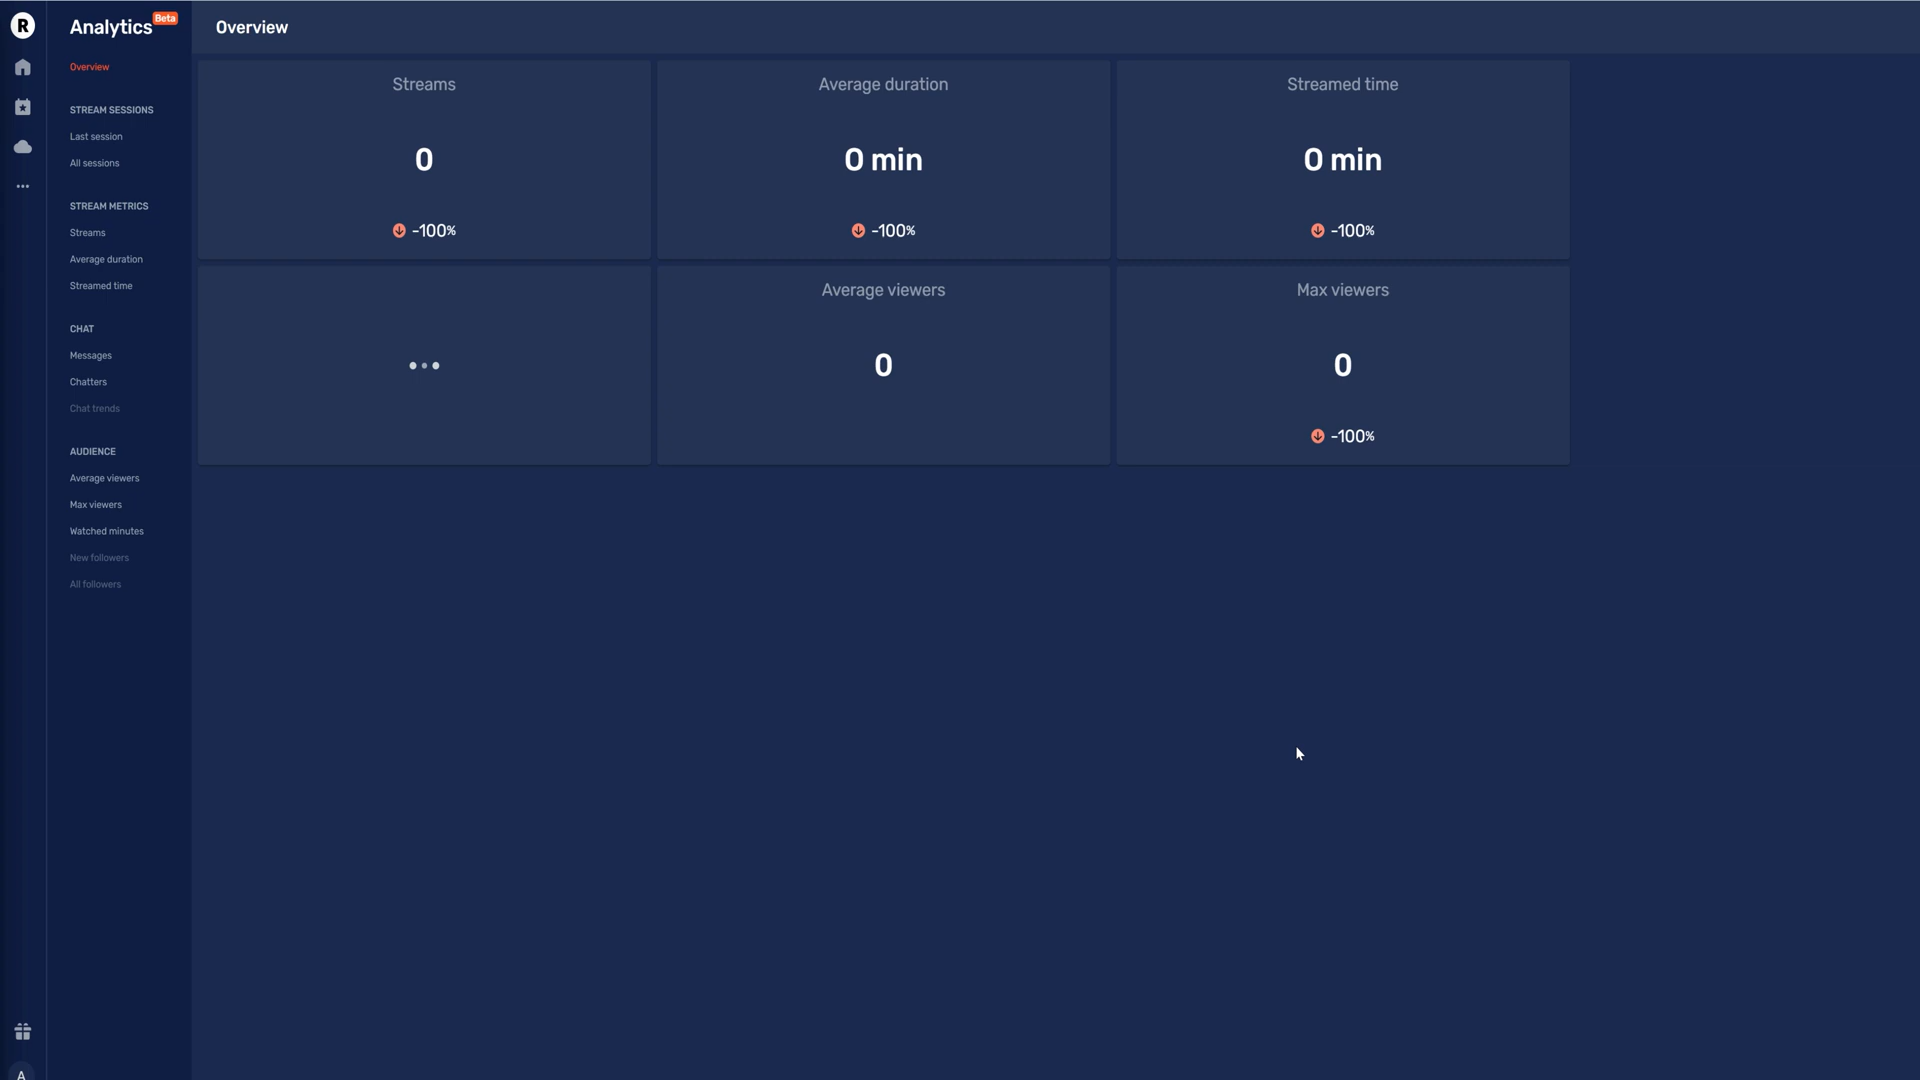 R
Analytics Beta
Overview
STREAM SESSIONS
Last session
All sessions
STREAM METRICS
Streams
Average duration
Streamed time
CHAT
Messages
Chatters
Chat trends
AUDIENCE
Average viewers
Max viewers
Watched minutes
New followers
All followers
A
Overview
Streams
0
-100%
Average duration
0 min
-100%
Streamed time
0 min
-100%
Average viewers
0
Max viewers
0
-100%